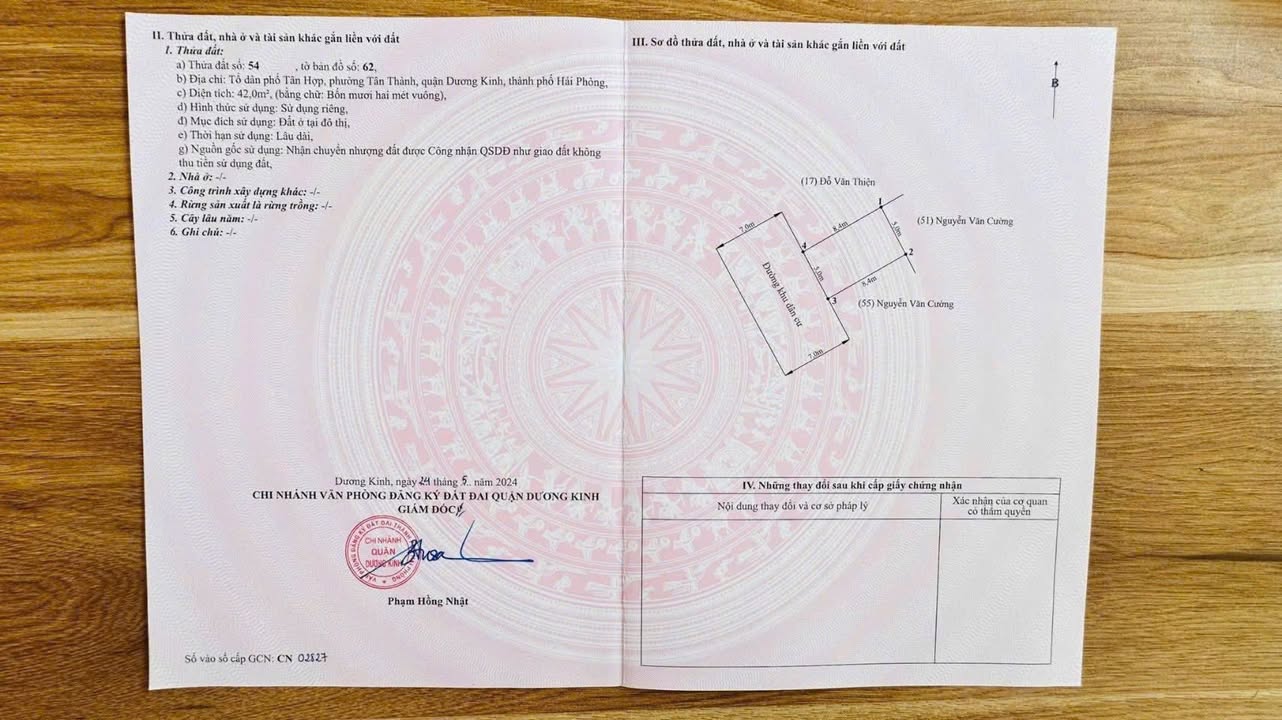 II. Thửa đất, nhà ở và tài sản khác gắn liền với đất
1. Thửa đất:
a) Thửa đất số: 54 , tờ bản đồ số: 62,
b) Địa chỉ: Tổ dân phố Tân Hợp, phường Tân Thành, quận Dương Kinh, thành phố Hải Phòng,
c) Diện tích: 42,0m², (bằng chữ: Bốn mươi hai mét vuông),
d) Hình thức sử dụng: Sử dụng riêng,
đ) Mục đích sử dụng: Đất ở tại đô thị,
e) Thời hạn sử dụng: Lâu dài,
g) Nguồn gốc sử dụng: Nhận chuyển nhượng đất được Công nhận QSDĐ như giao đất không
thu tiền sử dụng đất,
2. Nhà ở: -/-
3. Công trình xây dựng khác: -/-
4. Rừng sản xuất là rừng trồng: -/-
5. Cây lâu năm: -/-
6. Ghi chú: -/-
Dương Kinh, ngày 24 tháng 5. năm 2024
CHI NHÁNH VĂN PHÒNG ĐĂNG KÝ ĐẤT ĐAI QUẬN DƯƠNG KINH
GIÁM ĐỐC
CHI NHÁNH
QUẬN
DƯƠNG KINH
Phạm Hồng Nhật
Số vào sổ cấp GCN: CN 02827
III. Sơ đồ thửa đất, nhà ở và tài sản khác gắn liền với đất
B
(17) Đỗ Văn Thiện
1
(51) Nguyễn Văn Cường
7,0m
8,4m
5,0m
4
2
Đường khu dân cư
5,0m
8,4m
3
(55) Nguyễn Văn Cường
7,0m
IV. Những thay đổi sau khi cấp giấy chứng nhận
Nội dung thay đổi và cơ sở pháp lý
Xác nhận của cơ quan
có thẩm quyền